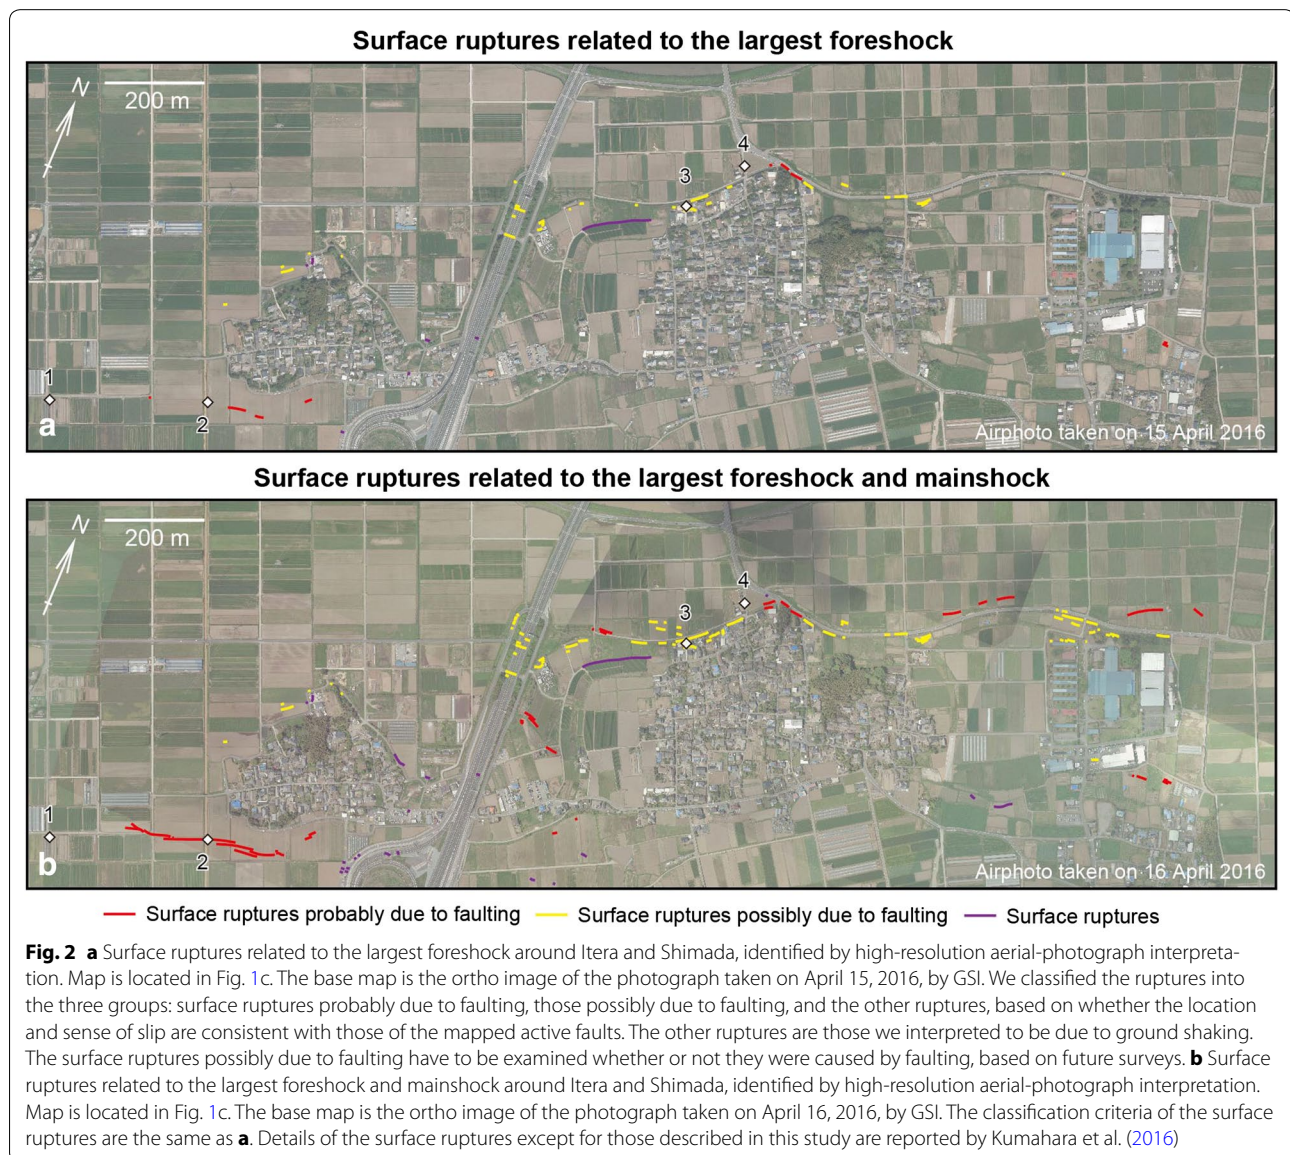 Surface ruptures related to the largest foreshock
N
200 m
4
3
1
2
a
Airphoto taken on 15 April 2016
Surface ruptures related to the largest foreshock and mainshock
N
200 m
4
3
1
2
b
Airphoto taken on 16 April 2016
Surface ruptures probably due to faulting
Surface ruptures possibly due to faulting
Surface ruptures
Fig. 2 a Surface ruptures related to the largest foreshock around Itera and Shimada, identified by high-resolution aerial-photograph interpreta-
tion. Map is located in Fig. 1c. The base map is the ortho image of the photograph taken on April 15, 2016, by GSI. We classified the ruptures into
the three groups: surface ruptures probably due to faulting, those possibly due to faulting, and the other ruptures, based on whether the location
and sense of slip are consistent with those of the mapped active faults. The other ruptures are those we interpreted to be due to ground shaking.
The surface ruptures possibly due to faulting have to be examined whether or not they were caused by faulting, based on future surveys. b Surface
ruptures related to the largest foreshock and mainshock around Itera and Shimada, identified by high-resolution aerial-photograph interpretation.
Map is located in Fig. 1c. The base map is the ortho image of the photograph taken on April 16, 2016, by GSI. The classification criteria of the surface
ruptures are the same as a. Details of the surface ruptures except for those described in this study are reported by Kumahara et al. (2016)